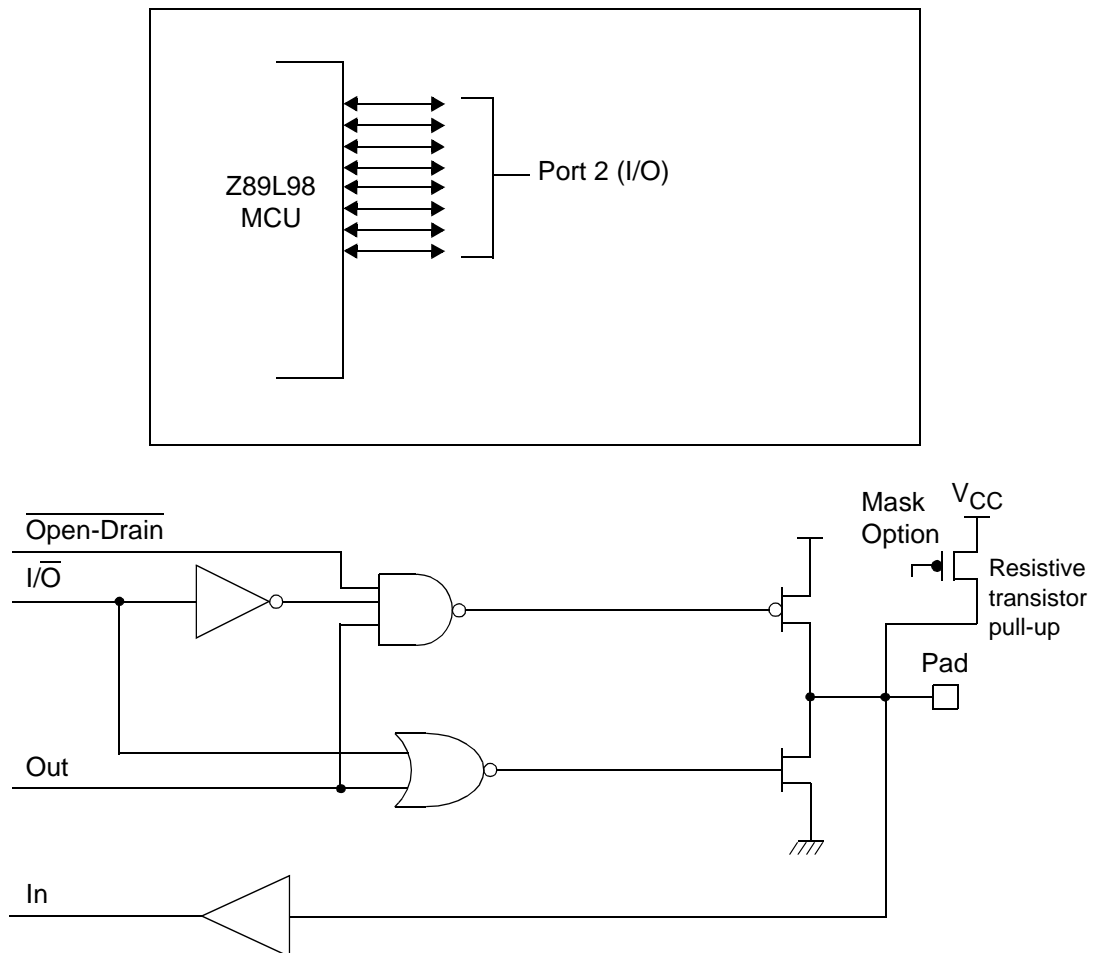 Z89L98
MCU
Port 2 (I/O)
Open-Drain
I/O
Out
In
Mask
Option
VCC
Resistive
transistor
pull-up
Pad